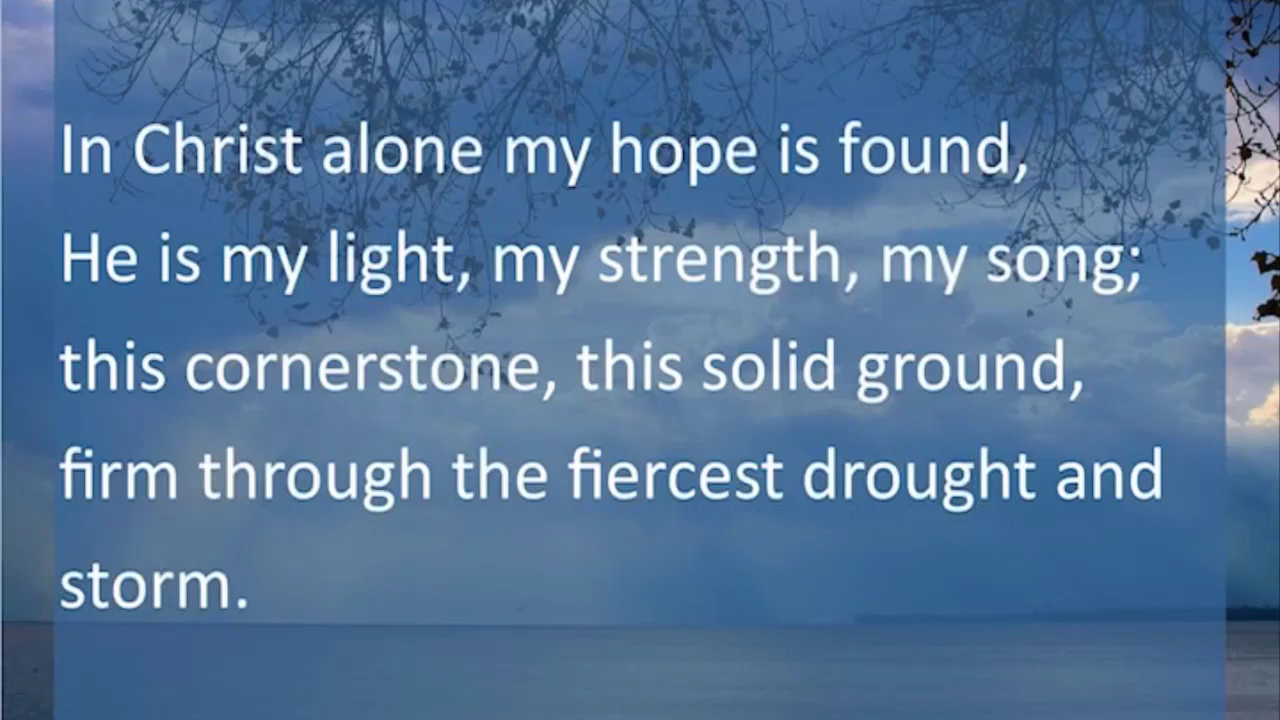 In Christ alone my hope is found,
He is my light, my strength, my song;
this cornerstone, this solid ground,
firm through the fiercest drought and
storm.